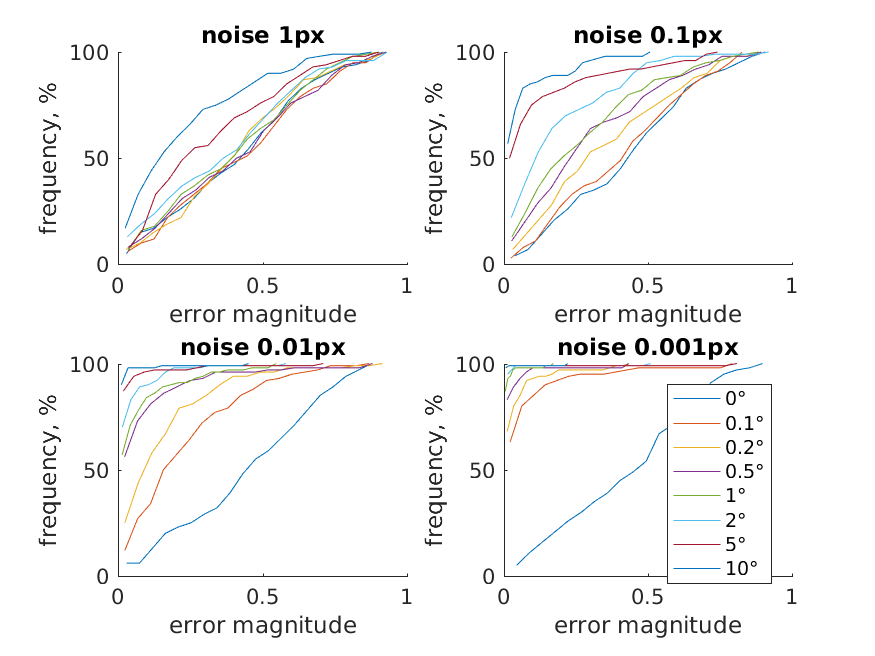 noise 1px
noise 0.1px
frequency, %
100
50
0
0 0.5 1
error magnitude
frequency, %
100
50
0
0 0.5 1
error magnitude
noise 0.01px
noise 0.001px
frequency, %
100
50
0
0 0.5 1
error magnitude
frequency, %
100
50
0
0 0.5 1
error magnitude
0°
0.1°
0.2°
0.5°
1°
2°
5°
10°